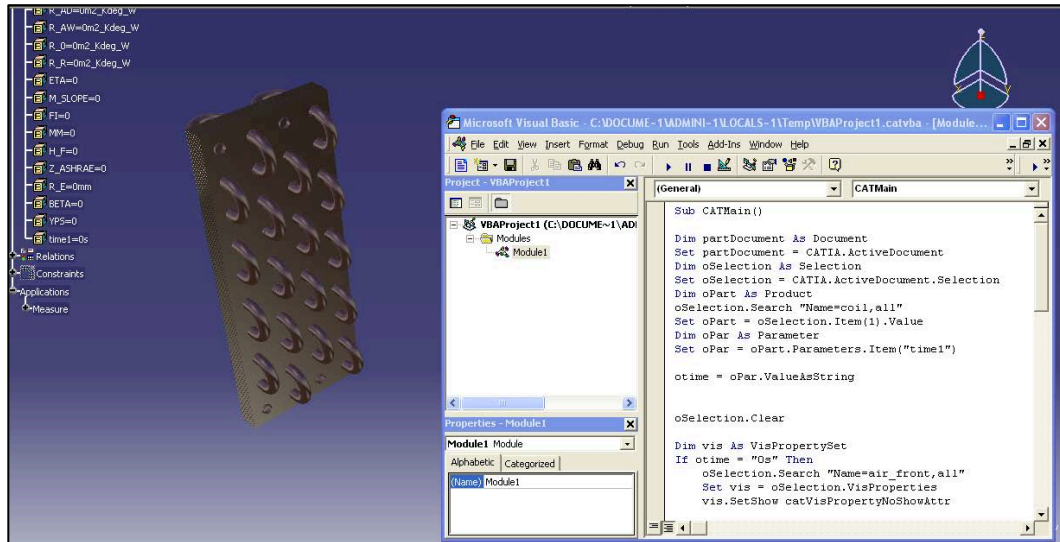 R_AD=0m2_Kdeg_W
R_AW=0m2_Kdeg_W
R_0=0m2_Kdeg_W
R_R=0m2_Kdeg_W
ETA=0
M_SLOPE=0
FI=0
MM=0
H_F=0
Z_ASHRAE=0
R_E=0mm
BETA=0
YPS=0
time1=0s
Relations
Constraints
Applications
Measure
Microsoft Visual Basic - C:\DOCUME~1\ADMINI~1\LOCALS~1\Temp\VBAProject1.catvba - [Module...
File Edit View Insert Format Debug Run Tools Add-Ins Window Help
Project - VBAProject1
VBAProject1 (C:\DOCUME~1\AD
Modules
Module1
Properties - Module1
Module1 Module
Alphabetic Categorized
(Name) Module1
(General) CATMain
Sub CATMain()
Dim partDocument As Document
Set partDocument = CATIA.ActiveDocument
Dim oSelection As Selection
Set oSelection = CATIA.ActiveDocument.Selection
Dim oPart As Product
oSelection.Search "Name=coil,all"
Set oPart = oSelection.Item(1).Value
Dim oPar As Parameter
Set oPar = oPart.Parameters.Item("time1")
otime = oPar.ValueAsString
oSelection.Clear
Dim vis As VisPropertySet
If otime = "0s" Then
oSelection.Search "Name=air_front,all"
Set vis = oSelection.VisProperties
vis.SetShow catVisPropertyNoShowAttr